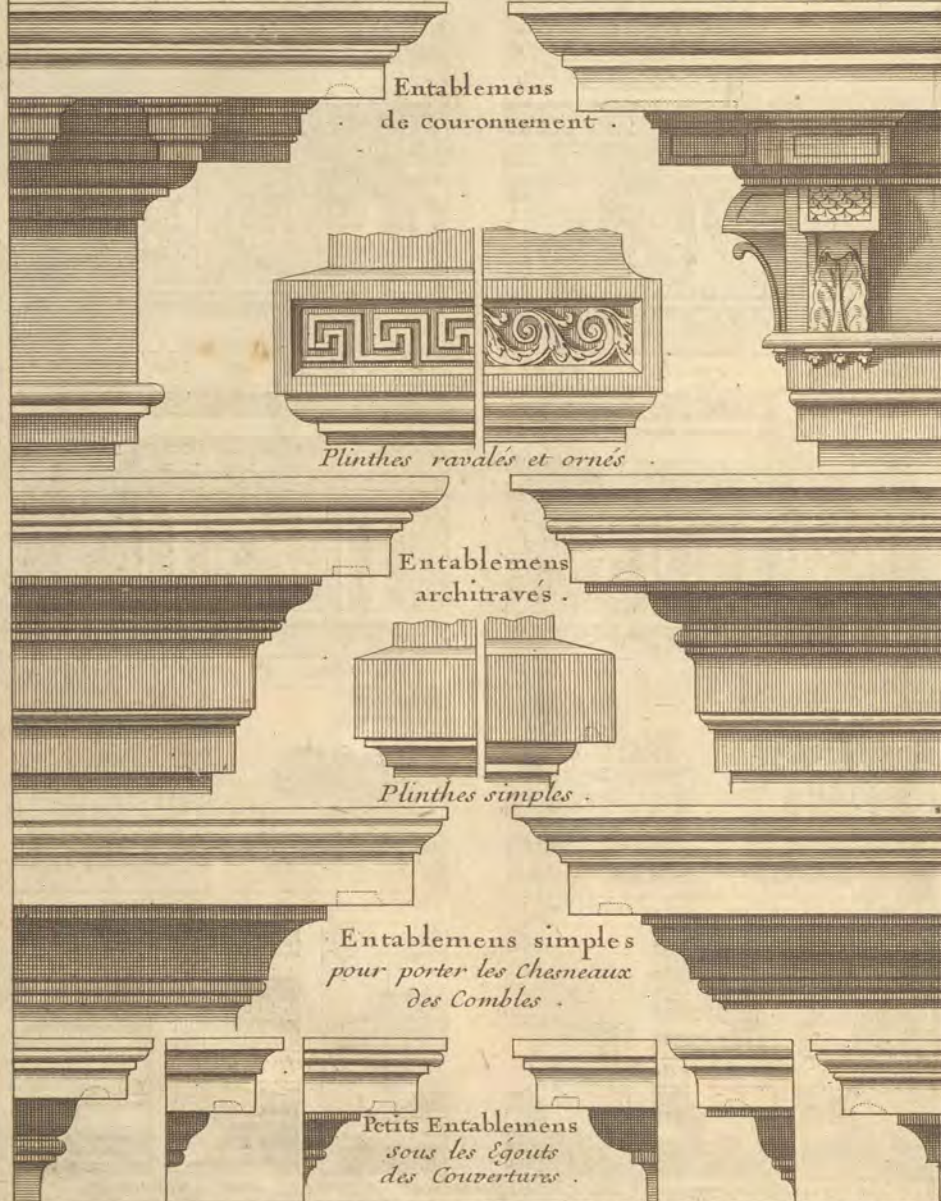 Entablemens
de couronnement .
Plinthes ravalés et ornés .
Entablemens
architravés .
Plinthes simples .
Entablemens simples
pour porter les Chesneaux
des Combles .
Petits Entablemens
sous les Égouts
des Couvertures .